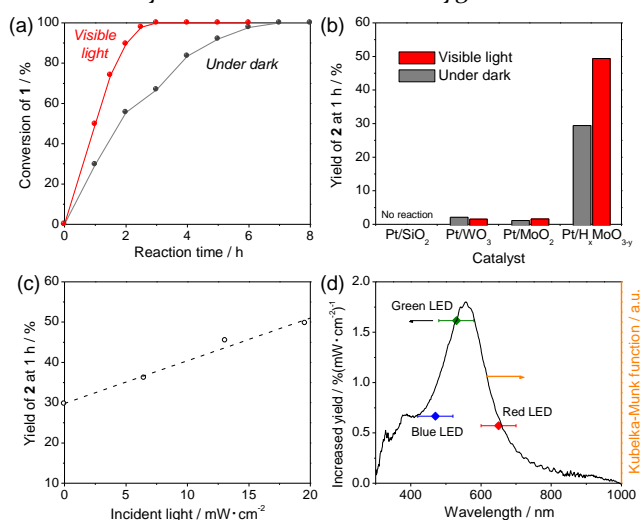 (a)
Visible
light
Under dark
Conversion of 1 / %
100
80
60
40
20
0
0 1 2 3 4 5 6 7 8
Reaction time / h
(b)
Visible light
Under dark
Yield of 2 at 1 h / %
60
50
40
30
20
10
0
No reaction
Pt/SiO2 Pt/WO3 Pt/MoO2 Pt/HxMoO3-y
Catalyst
(c)
Yield of 2 at 1 h / %
60
50
40
30
20
10
0 5 10 15 20
Incident light / mW·cm-2
(d)
Green LED
Blue LED
Red LED
Increased yield / %(mW·cm-2)-1
2.0
1.5
1.0
0.5
0.0
400 600 800 1000
Wavelength / nm
Kubelka-Munk function / a.u.